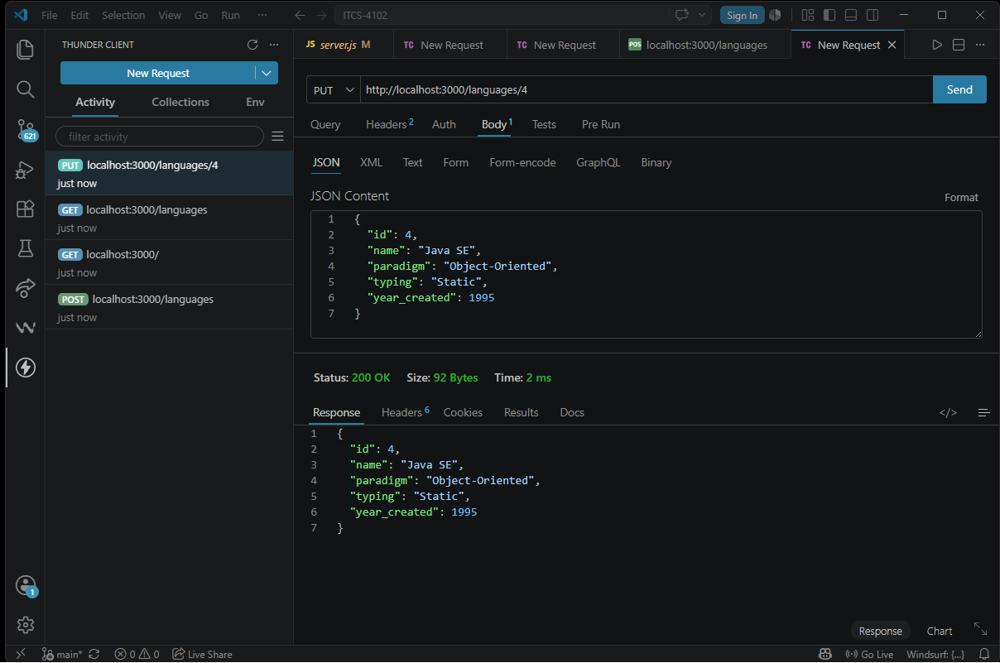 File Edit Selection View Go Run ··· ITCS-4102 Sign In
THUNDER CLIENT
New Request
Activity Collections Env
filter activity
PUT localhost:3000/languages/4
just now
GET localhost:3000/languages
just now
GET localhost:3000/
just now
POST localhost:3000/languages
just now
621
1
JS server.js M TC New Request TC New Request POS localhost:3000/languages TC New Request
PUT http://localhost:3000/languages/4 Send
Query Headers 2 Auth Body 1 Tests Pre Run
JSON XML Text Form Form-encode GraphQL Binary
JSON Content Format
1 {
2 "id": 4,
3 "name": "Java SE",
4 "paradigm": "Object-Oriented",
5 "typing": "Static",
6 "year_created": 1995
7 }
Status: 200 OK Size: 92 Bytes Time: 2 ms
Response Headers 6 Cookies Results Docs </>
1 {
2 "id": 4,
3 "name": "Java SE",
4 "paradigm": "Object-Oriented",
5 "typing": "Static",
6 "year_created": 1995
7 }
Response Chart
main* 0 0 Live Share Go Live Windsurf: {...}